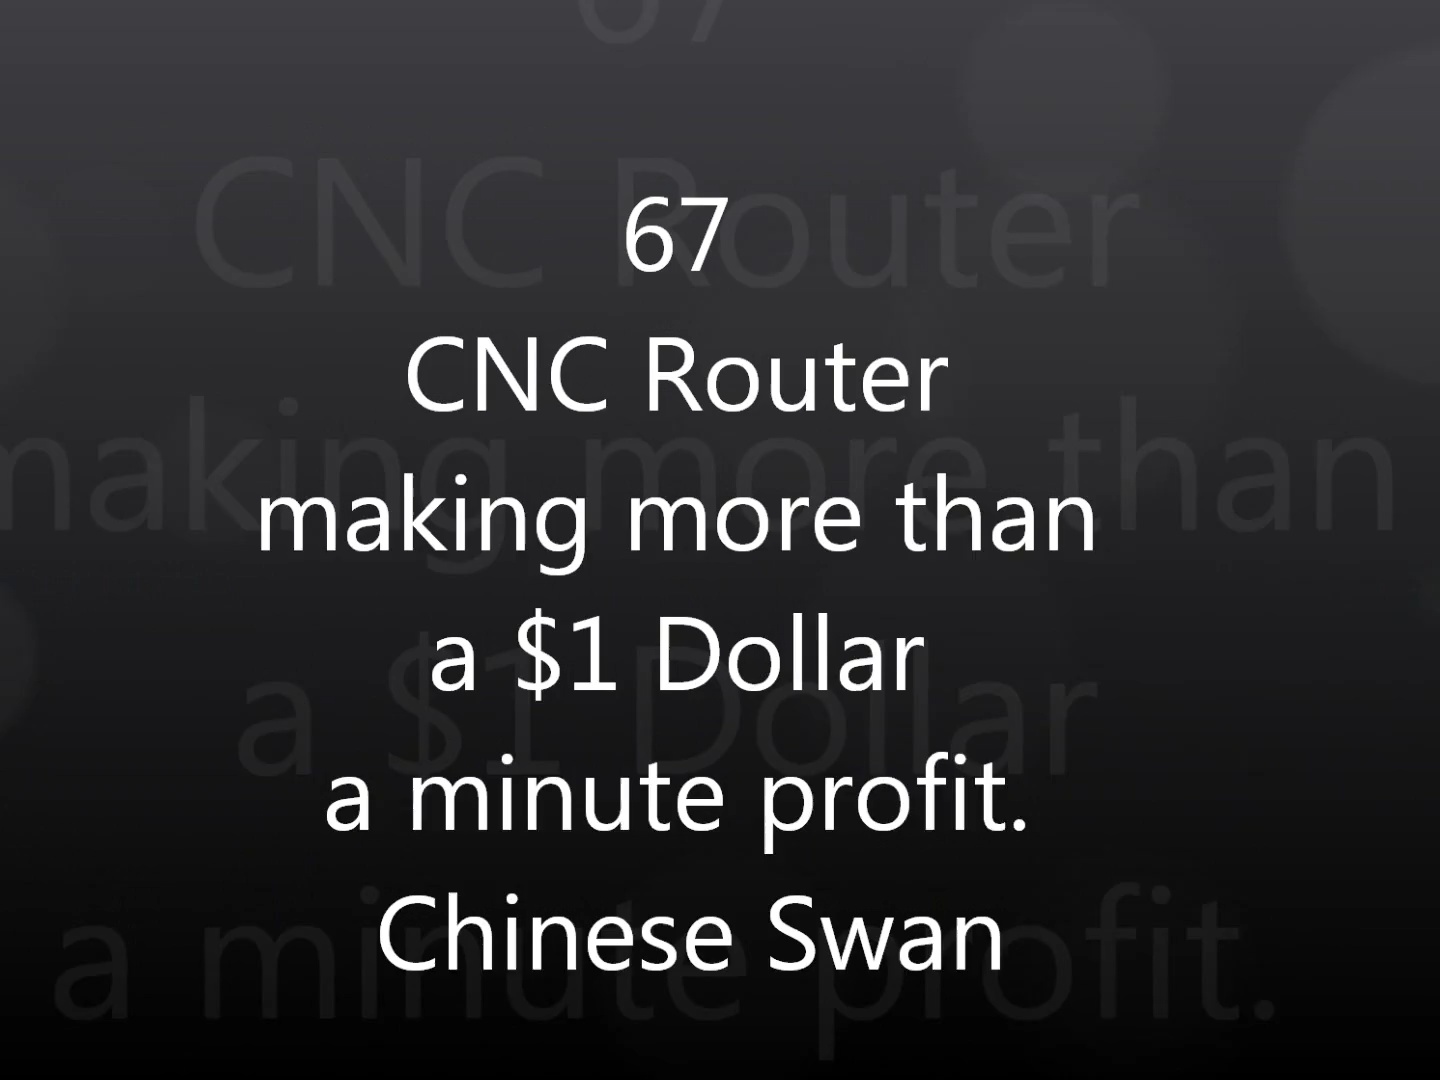 67
CNC Router
making more than
a $1 Dollar
a minute profit.
Chinese Swan